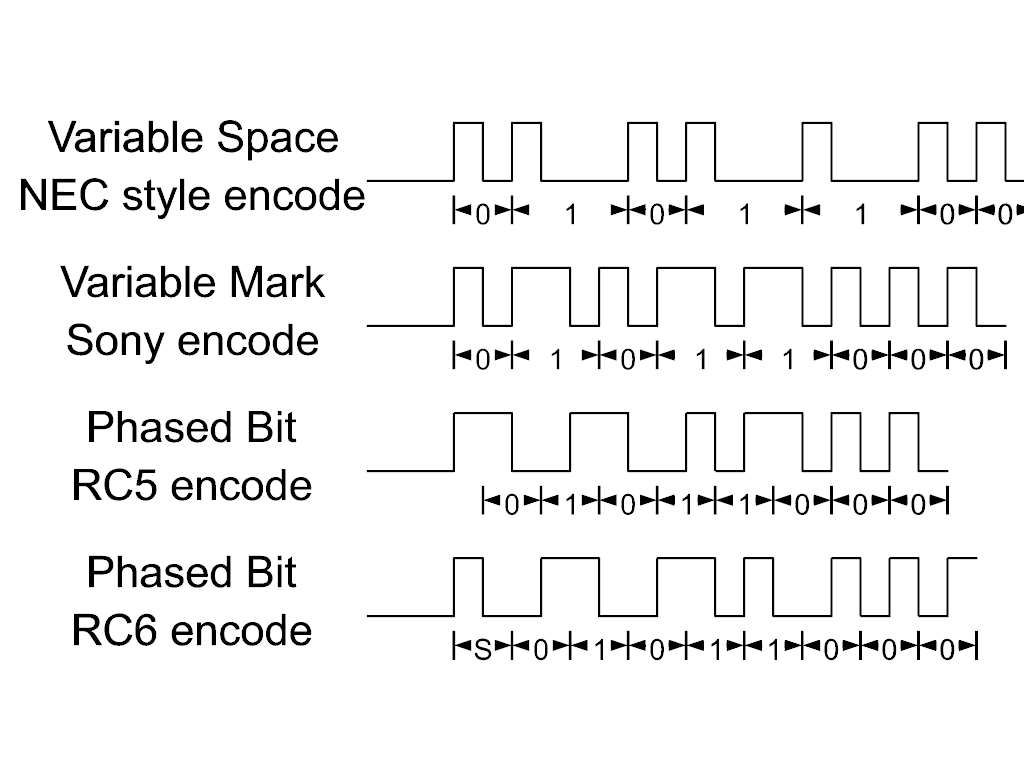 Variable Space
NEC style encode
0 1 0 1 1 0 0
Variable Mark
Sony encode
0 1 0 1 1 0 0 0
Phased Bit
RC5 encode
0 1 0 1 1 0 0 0
Phased Bit
RC6 encode
S 0 1 0 1 1 0 0 0